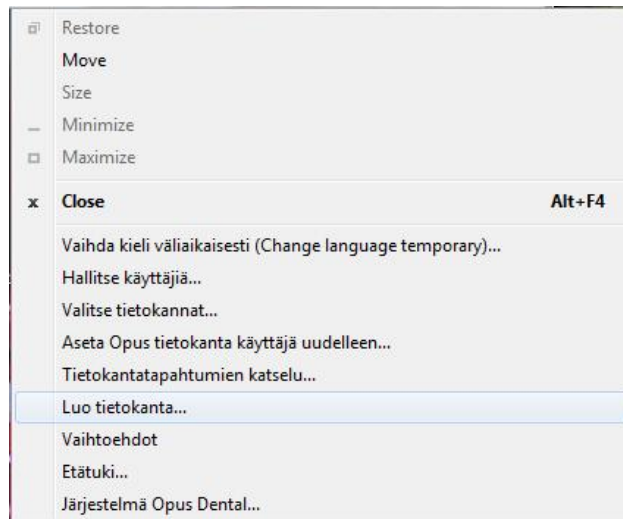 Restore
Move
Size
Minimize
Maximize
Close Alt+F4
Vaihda kieli väliaikaisesti (Change language temporary)...
Hallitse käyttäjiä...
Valitse tietokannat...
Aseta Opus tietokanta käyttäjä uudelleen...
Tietokantatapahtumien katselu...
Luo tietokanta...
Vaihtoehdot
Etätuki...
Järjestelmä Opus Dental...